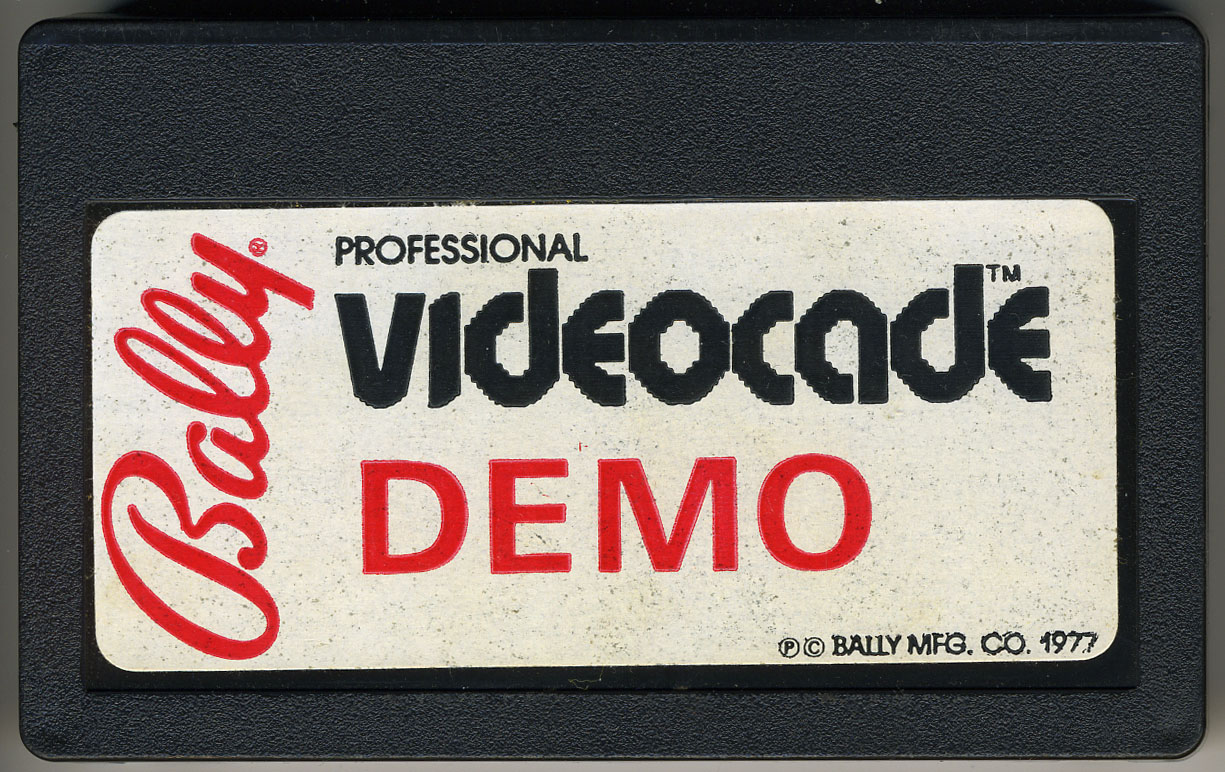 Bally®
PROFESSIONAL
VIDEOCADE™
DEMO
Ⓟ © BALLY MFG. CO. 1977